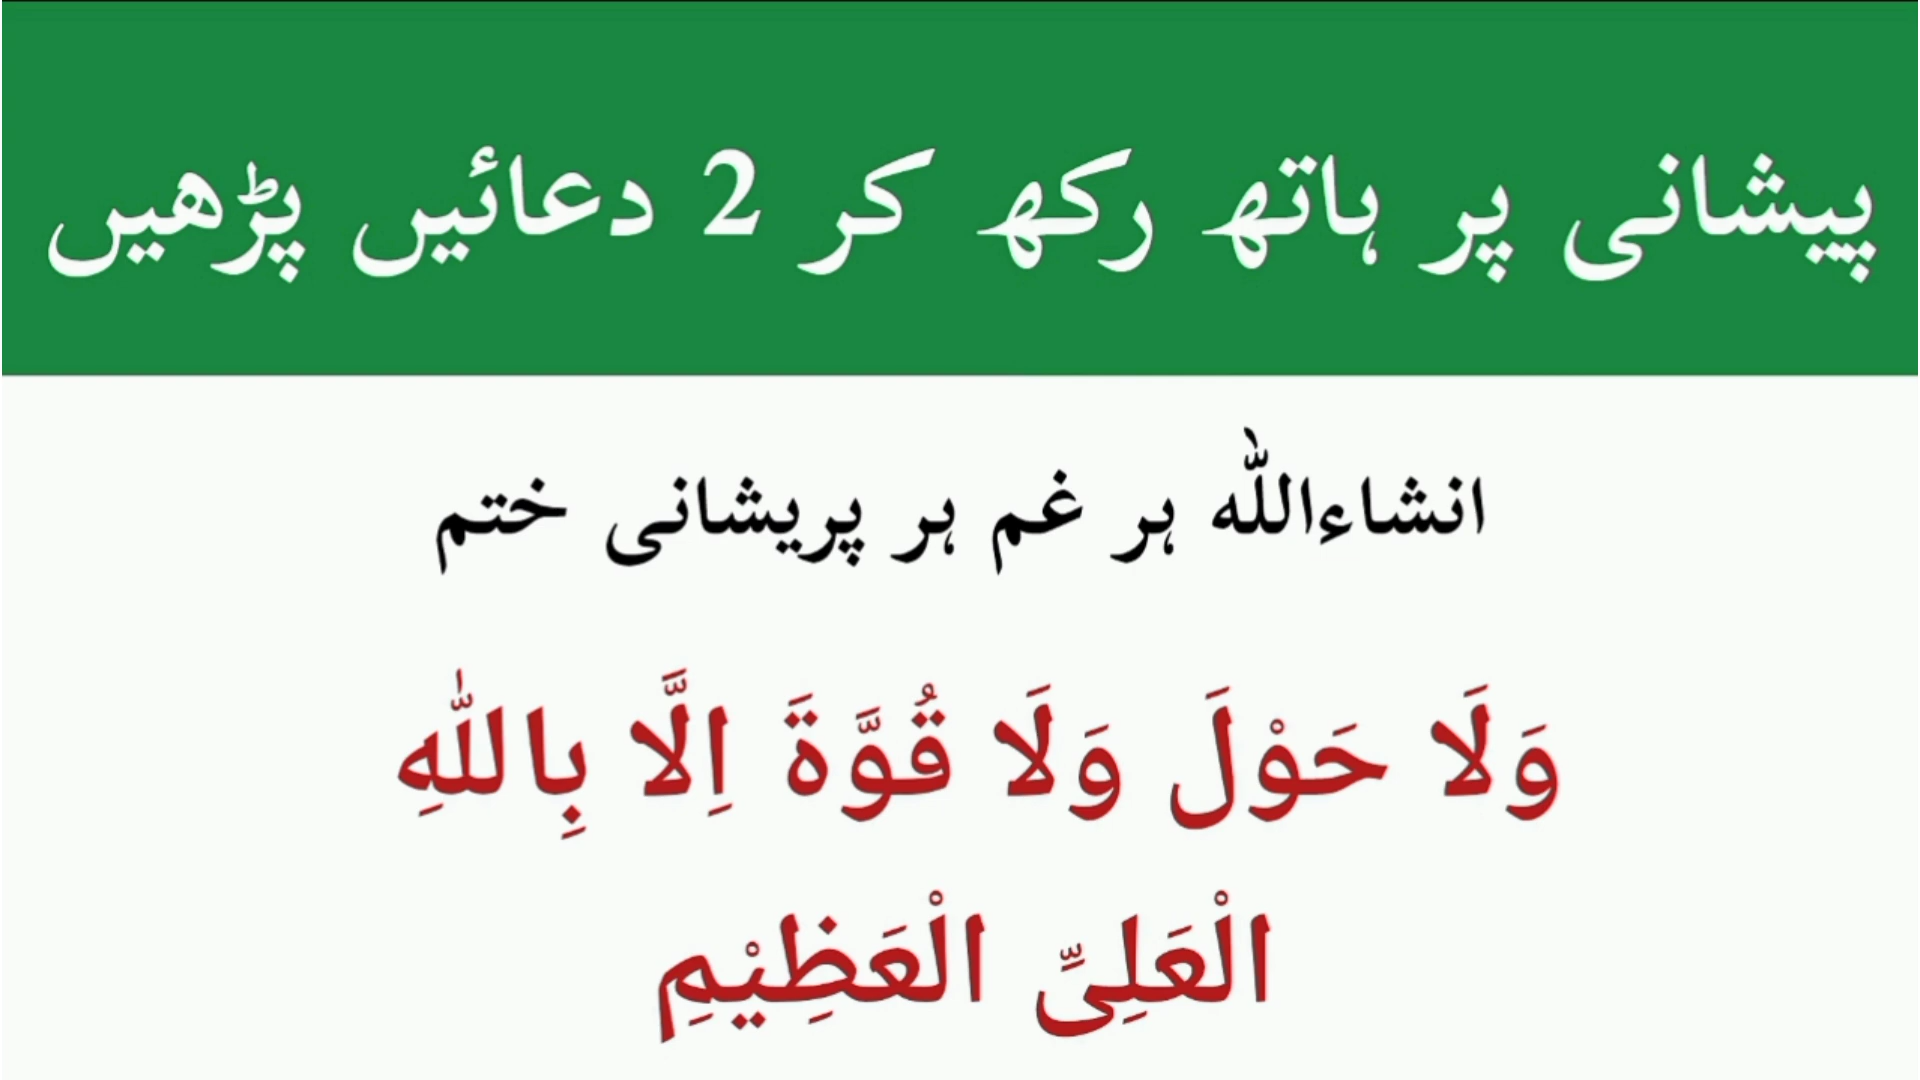 پیشانی پر ہاتھ رکھ کر 2 دعائیں پڑھیں
انشاءاللہ ہر غم ہر پریشانی ختم
وَلَا حَوْلَ وَلَا قُوَّةَ اِلَّا بِاللّٰهِ
الْعَلِىِّ الْعَظِيْمِ